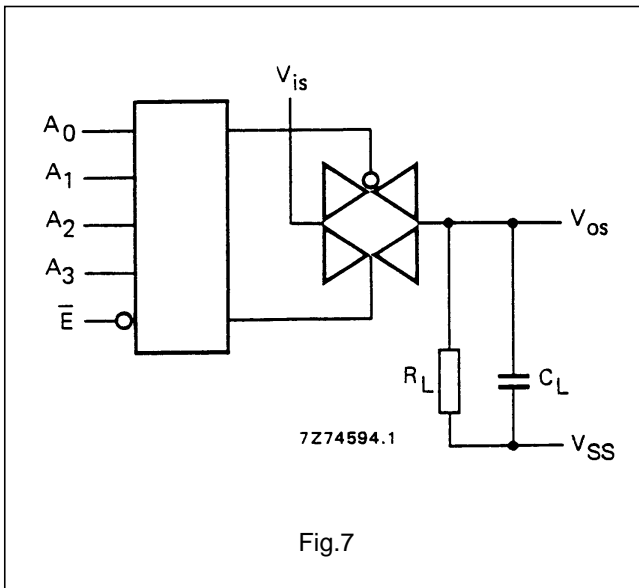 V_is
A_0
A_1
A_2
A_3
E̅
V_os
R_L
C_L
7Z74594.1
V_SS
Fig.7